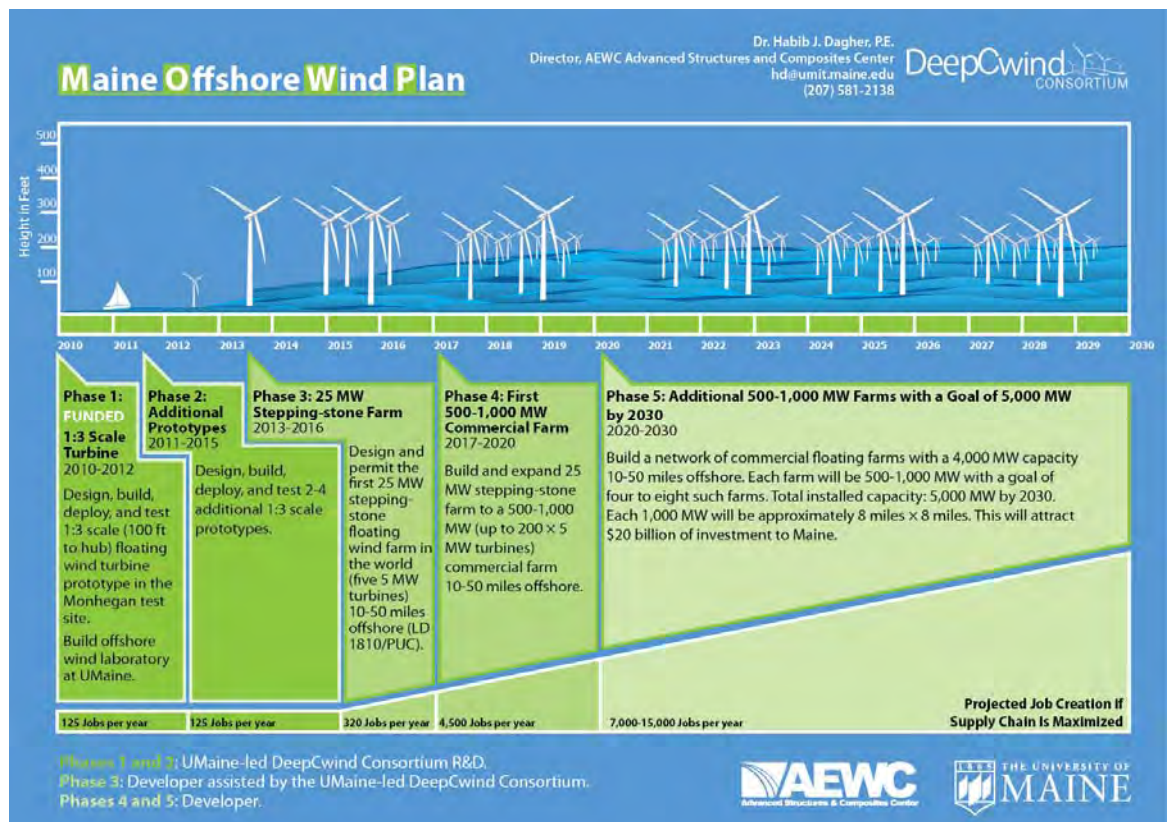 Maine Offshore Wind Plan
Dr. Habib J. Dagher, P.E.
Director, AEWC Advanced Structures and Composites Center
hd@umit.maine.edu
(207) 581-2138
DeepCwind
CONSORTIUM
Height in Feet
500
400
300
200
100
2010 2011 2012 2013 2014 2015 2016 2017 2018 2019 2020 2021 2022 2023 2024 2025 2026 2027 2028 2029 2030
Phase 1:
FUNDED
1:3 Scale
Turbine
2010-2012
Design, build,
deploy, and test
1:3 scale (100 ft
to hub) floating
wind turbine
prototype in the
Monhegan test
site.
Build offshore
wind laboratory
at UMaine.
125 Jobs per year
Phase 2:
Additional
Prototypes
2011-2015
Design, build,
deploy, and test 2-4
additional 1:3 scale
prototypes.
125 Jobs per year
Phase 3: 25 MW
Stepping-stone Farm
2013-2016
Design and
permit the
first 25 MW
stepping-
stone
floating
wind farm in
the world
(five 5 MW
turbines)
10-50 miles
offshore (LD
1810/PUC).
320 Jobs per year
Phase 4: First
500-1,000 MW
Commercial Farm
2017-2020
Build and expand 25
MW stepping-stone
farm to a 500-1,000
MW (up to 200 × 5
MW turbines)
commercial farm
10-50 miles offshore.
4,500 Jobs per year
Phase 5: Additional 500-1,000 MW Farms with a Goal of 5,000 MW
by 2030
2020-2030
Build a network of commercial floating farms with a 4,000 MW capacity
10-50 miles offshore. Each farm will be 500-1,000 MW with a goal of
four to eight such farms. Total installed capacity: 5,000 MW by 2030.
Each 1,000 MW will be approximately 8 miles × 8 miles. This will attract
$20 billion of investment to Maine.
7,000-15,000 Jobs per year
Projected Job Creation if
Supply Chain is Maximized
Phases 1 and 2: UMaine-led DeepCwind Consortium R&D.
Phase 3: Developer assisted by the UMaine-led DeepCwind Consortium.
Phases 4 and 5: Developer.
AEWC
Advanced Structures & Composites Center
1865 THE UNIVERSITY OF
MAINE